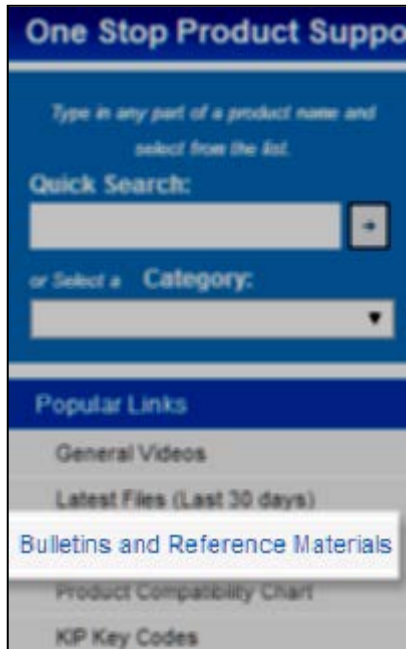 One Stop Product Suppo
Type in any part of a product name and
select from the list.
Quick Search:
or Select a Category:
Popular Links
General Videos
Latest Files (Last 30 days)
Bulletins and Reference Materials
Product Compatibility Chart
KIP Key Codes